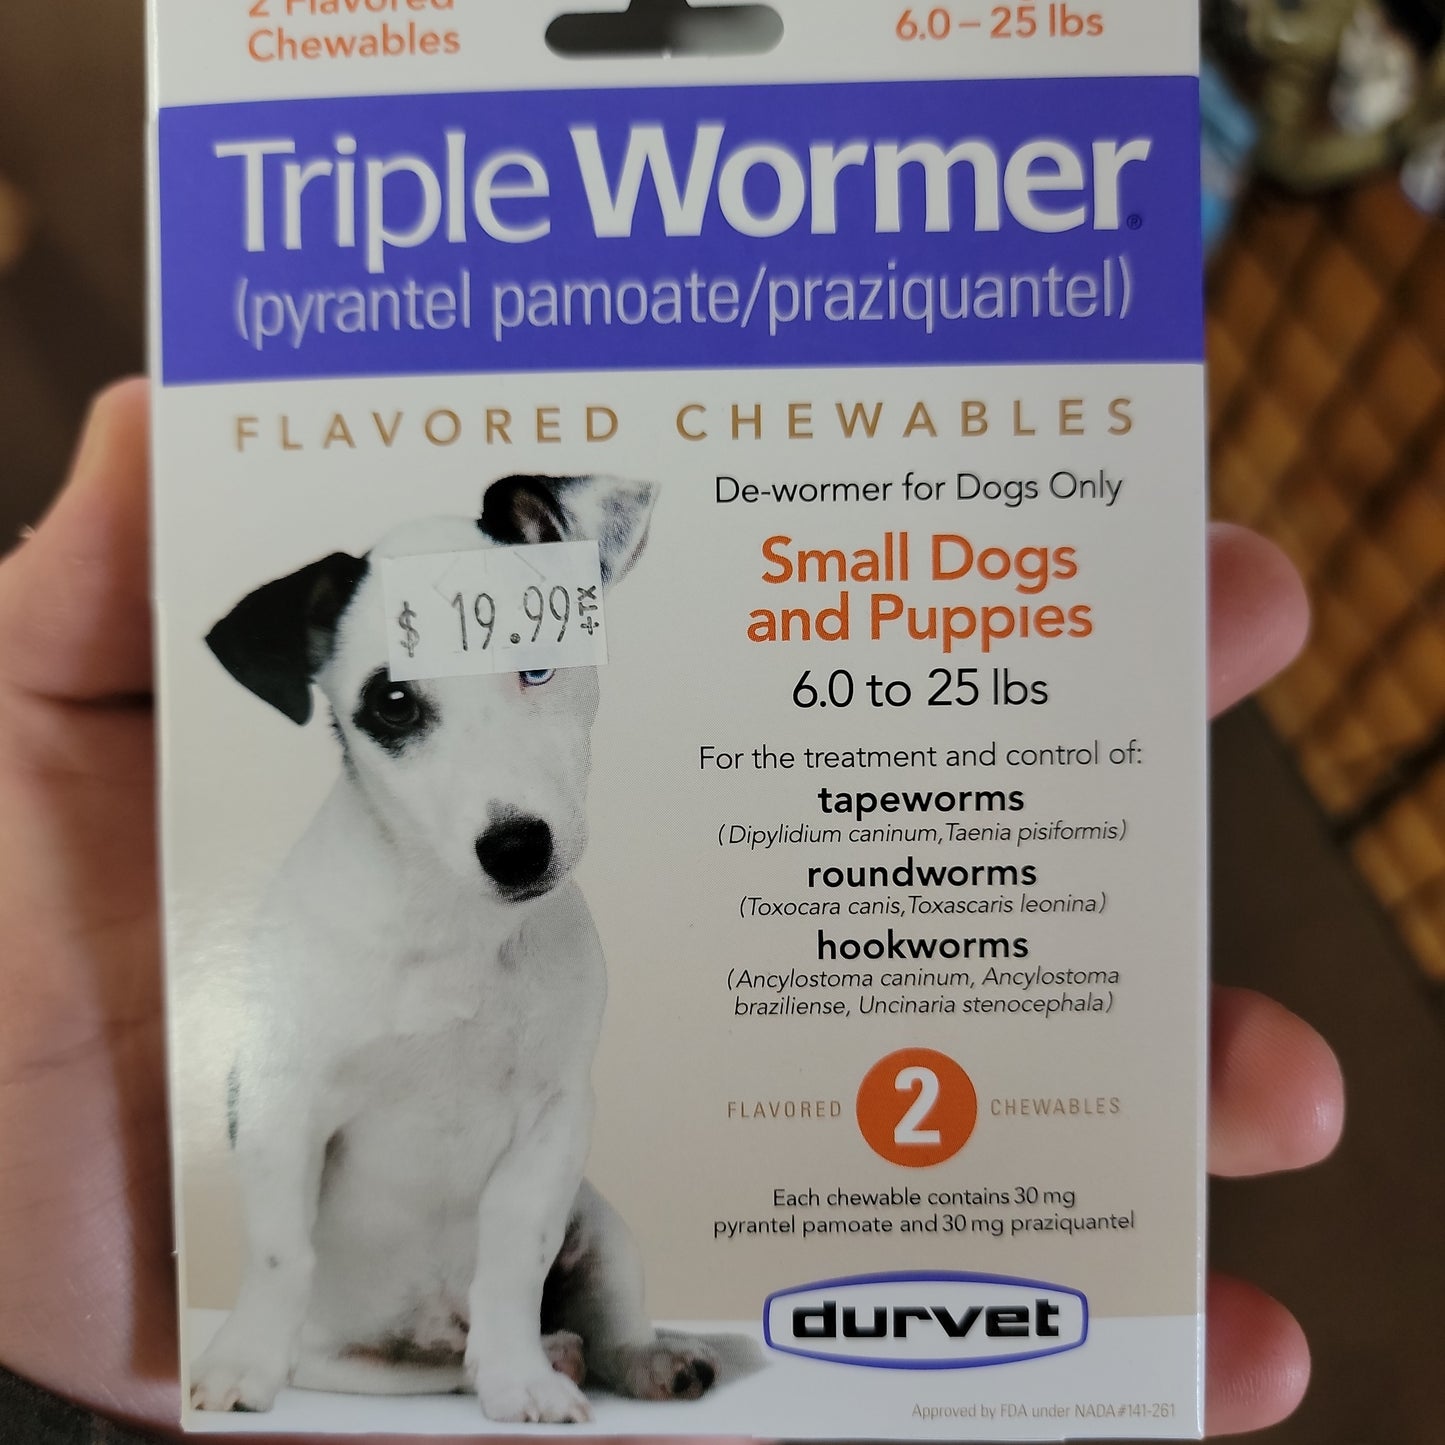 2 Flavored
Chewables
6.0 – 25 lbs
Triple Wormer®
(pyrantel pamoate/praziquantel)
FLAVORED CHEWABLES
De-wormer for Dogs Only
Small Dogs
and Puppies
6.0 to 25 lbs
$ 19.99 +TX
For the treatment and control of:
tapeworms
(Dipylidium caninum, Taenia pisiformis)
roundworms
(Toxocara canis, Toxascaris leonina)
hookworms
(Ancylostoma caninum, Ancylostoma
braziliense, Uncinaria stenocephala)
FLAVORED 2 CHEWABLES
Each chewable contains 30 mg
pyrantel pamoate and 30 mg praziquantel
durvet
Approved by FDA under NADA #141-261